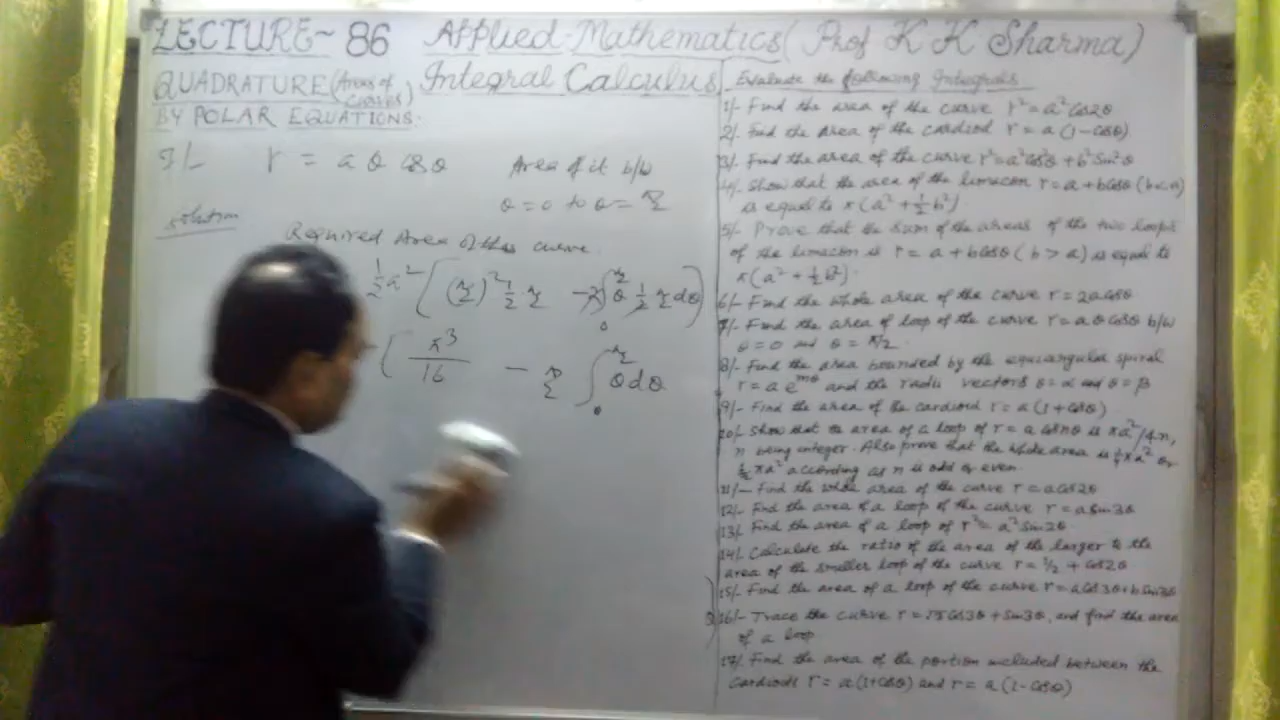 LECTURE~ 86 Applied-Mathematics (Prof K K Sharma)
QUADRATURE (Areas of curves)
BY POLAR EQUATIONS.
Integral Calculus
7/- r = a θ cosθ Area of it b/w
θ = 0 to θ = π/2
Solution
Required Area of the curve
1/2 a² [ (π/2)² 1/2 π/2 - 2∫ θ 1/2 π/2 dθ ]
[ π³/16 - π/2 ∫₀^π/2 θ dθ
Evaluate the following Integrals
1/- Find the area of the curve r² = a² cos2θ
2/- Find the area of the cardiod r = a (1 - cosθ)
3/- Find the area of the curve r² = a² cos²θ + b² Sin²θ
4/- Show that the area of the limacon r = a + b cosθ (b < a)
is equal to π (a² + 1/2 b²)
5/- Prove that the sum of the areas of the two loops
of the limacon is r = a + b cosθ ( b > a) is equal to
π (a² + 1/2 b²).
6/- Find the whole area of the curve r = 2a cosθ
7/- Find the area of loop of the curve r = a θ cosθ b/w
θ = 0 and θ = π/2.
8/- Find the area bounded by the equiangular spiral
r = a e^mθ and the radii vectors θ = α and θ = β
9/- Find the area of the cardiod r = a (1 + cosθ)
10/- Show that the area of a loop of r = a cos nθ is πa²/4n,
n being integer. Also prove that the whole area is 1/4 πa² or
1/2 πa² according as n is odd or even.
11/- Find the whole area of the curve r = a cos2θ
12/- Find the area of a loop of the curve r = a sin3θ
13/- Find the area of a loop of r² = a² Sin2θ
14/- Calculate the ratio of the area of the larger to the
area of the smaller loop of the curve r = 1/2 + cos2θ
15/- Find the area of a loop of the curve r = a cos3θ + b Sin3θ
16/- Trace the curve r = √3 cos3θ + Sin3θ, and find the area
of a loop
17/- Find the area of the portion included between the
Cardiods r = a (1 + cosθ) and r = a (1 - cosθ)